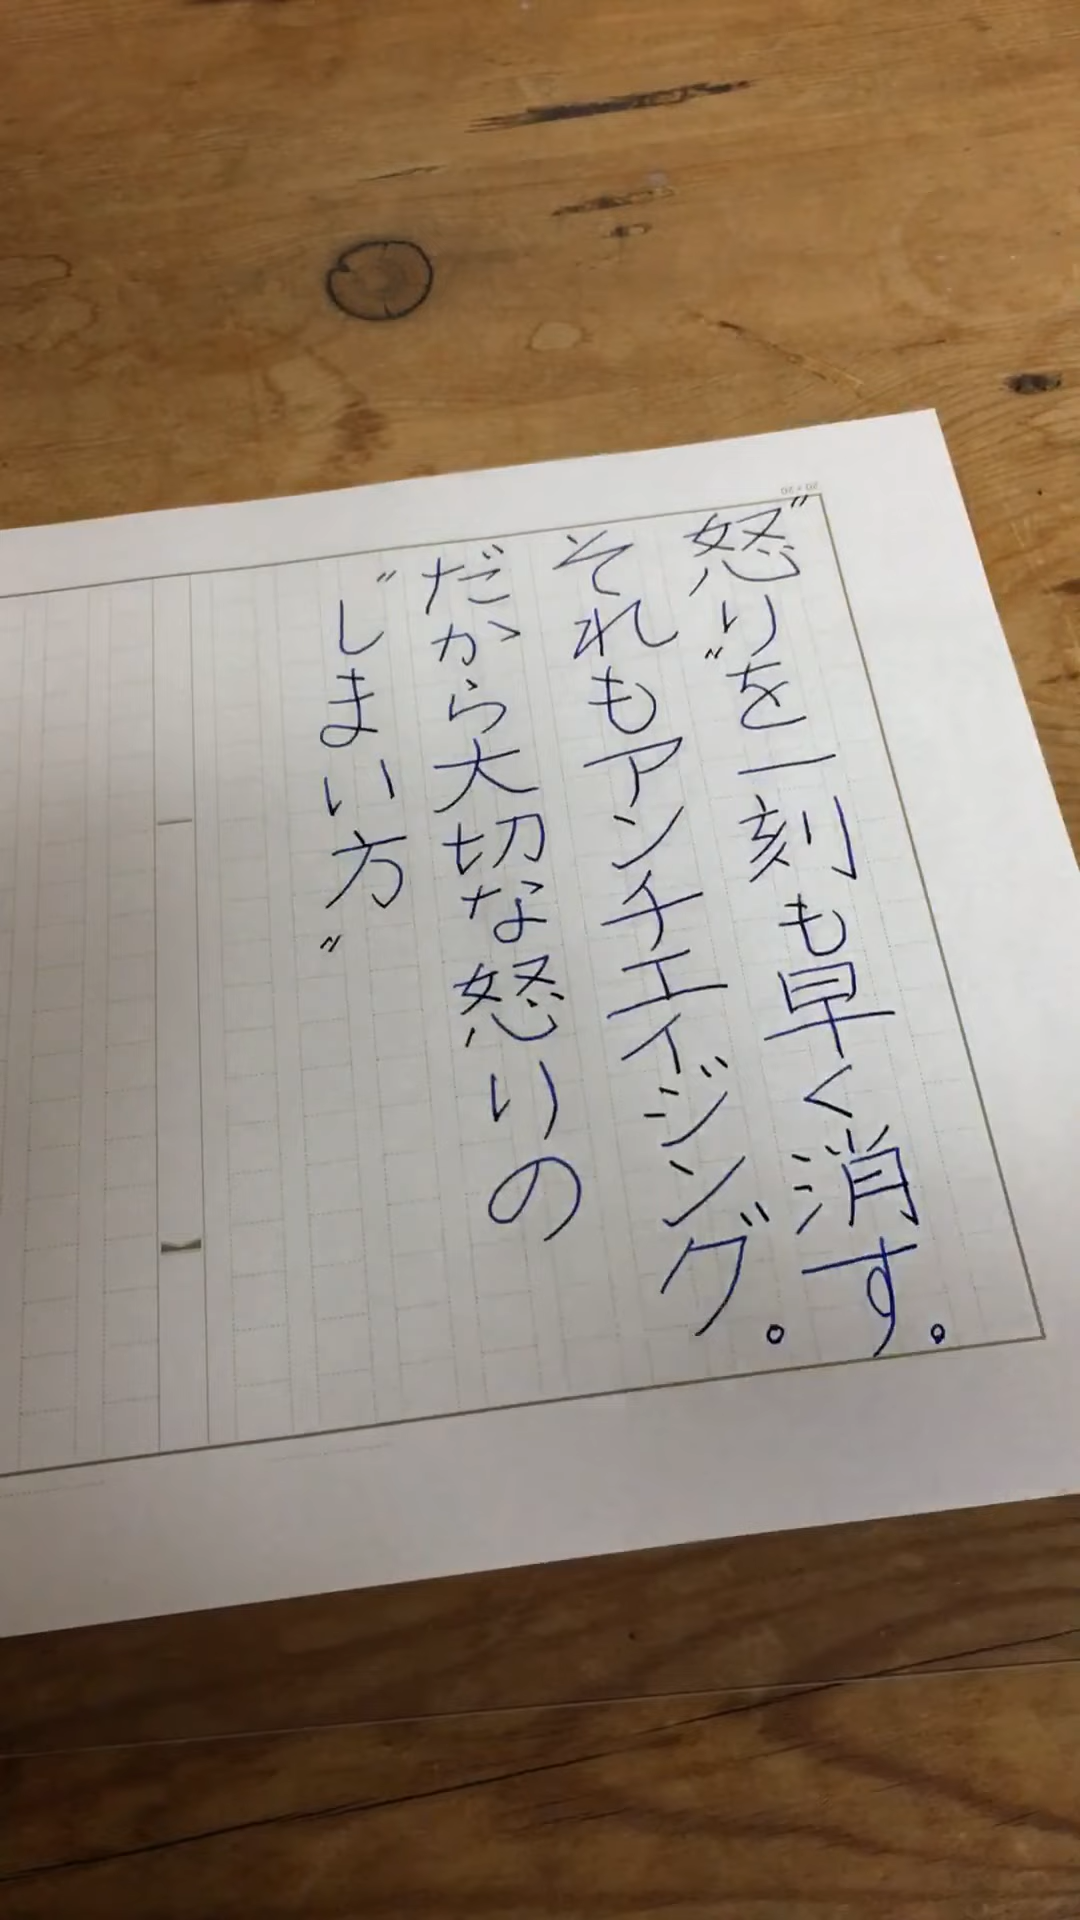 "怒り"を一刻も早く消す。
それもアンチエイジング。
だから大切な怒りの
"しまい方"